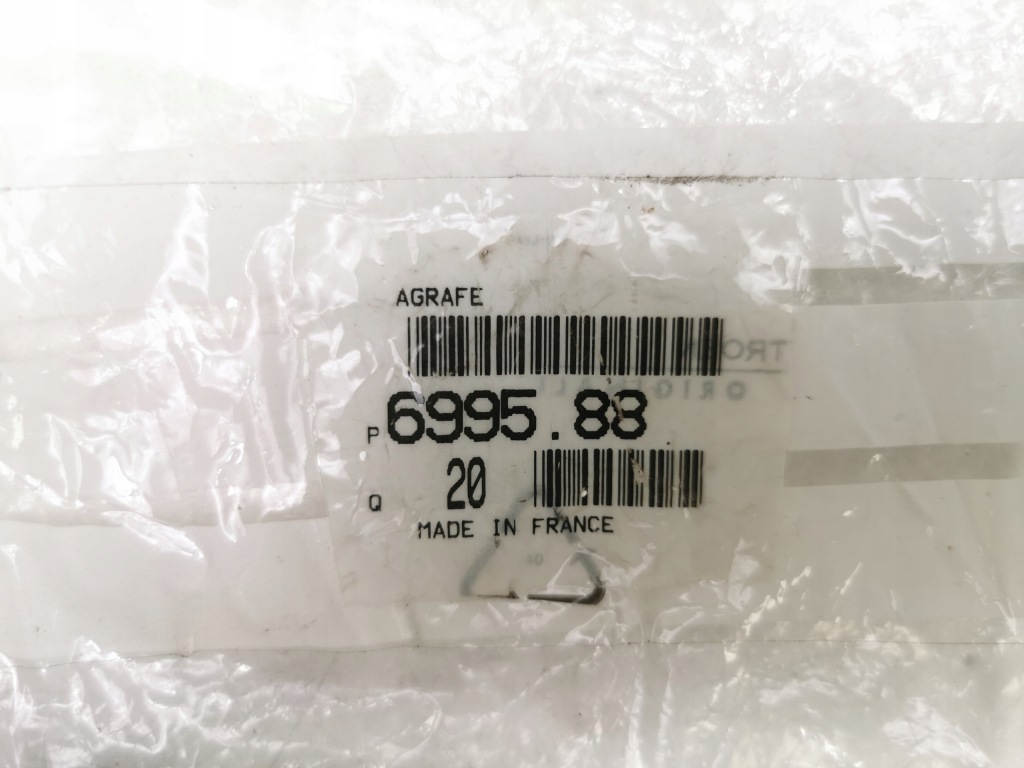 AGRAFE
P 6995.88
Q 20
MADE IN FRANCE